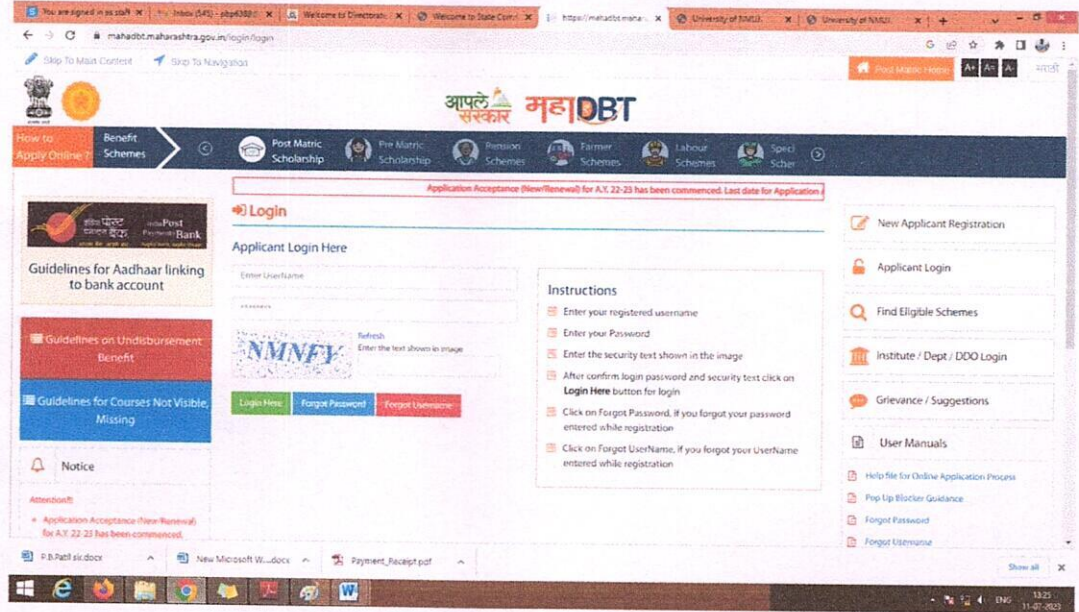 You are signed in as staff
Inbox (545) -
Welcome to Directorate
Welcome to State Com
https://mahadbt.maha
University of
University of
mahadbt.maharashtra.gov.in/login/login
Skip To Main Content
Skip To Navigation
Post Matric Home
A+ A= A-
मराठी
आपले
सरकार
महाDBT
How to
Apply Online ?
Benefit
Schemes
Post Matric
Scholarship
Pre Matric
Scholarship
Pension
Schemes
Farmer
Schemes
Labour
Schemes
Speci
Scher
Application Acceptance (New/Renewal) for A.Y. 22-23 has been commenced. Last date for Application
IndiaPost
Payments Bank
Guidelines for Aadhaar linking
to bank account
Guidelines on Undisbursement
Benefit
Guidelines for Courses Not Visible,
Missing
Notice
Attention!!!
Application Acceptance (New/Renewal)
for A.Y. 22-23 has been commenced.
Login
Applicant Login Here
Enter UserName
NMNFY
Refresh
Enter the text shown in image
Login Here
Forgot Password
Forgot Username
Instructions
Enter your registered username
Enter your Password
Enter the security text shown in the image
After confirm login password and security text click on
Login Here button for login
Click on Forgot Password, if you forgot your password
entered while registration
Click on Forgot UserName, if you forgot your UserName
entered while registration
New Applicant Registration
Applicant Login
Find Eligible Schemes
Institute / Dept / DDO Login
Grievance / Suggestions
User Manuals
Help file for Online Application Process
Pop Up Blocker Guidance
Forgot Password
Forgot Username
P.B.Patil sir.docx
New Microsoft W....docx
Payment_Receipt.pdf
Show all
ENG
13:25
11-07-2023